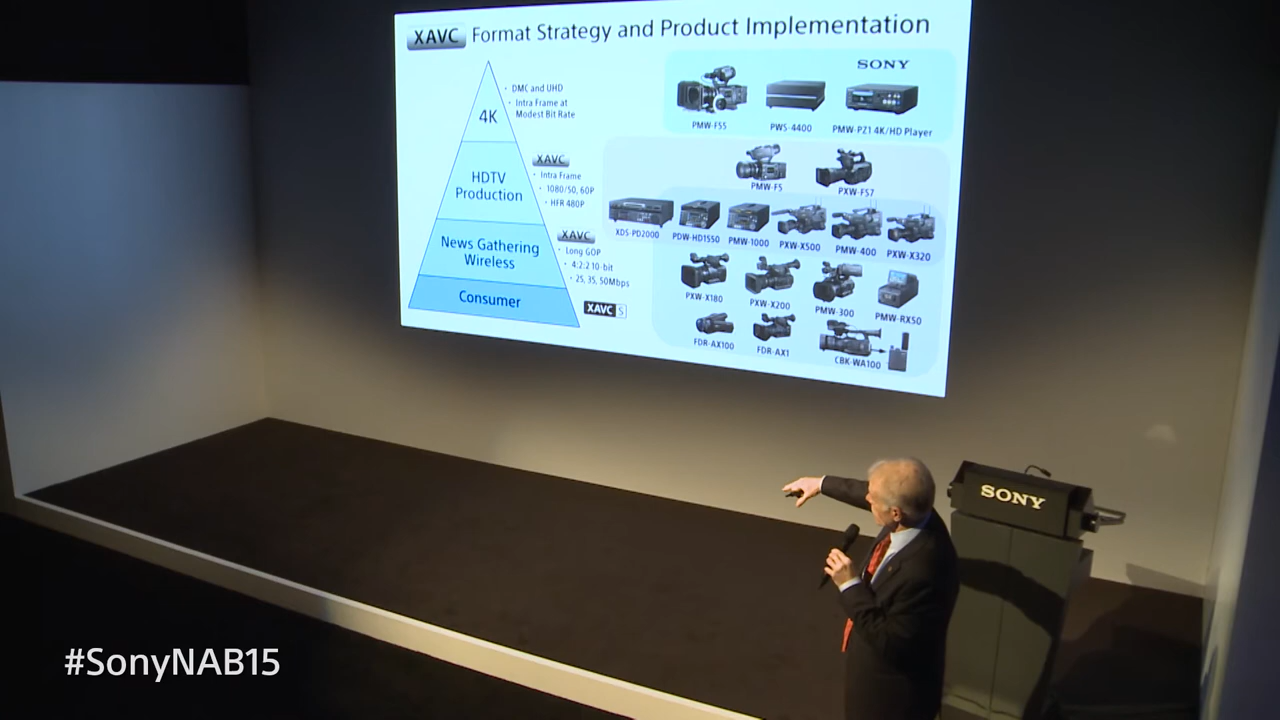 XAVC Format Strategy and Product Implementation
4K
• DMC and UHD
• Intra Frame at
Modest Bit Rate
HDTV
Production
XAVC
• Intra Frame
• 1080/50, 60P
• HFR 480P
News Gathering
Wireless
XAVC
• Long GOP
• 4:2:2 10-bit
• 25, 35, 50Mbps
Consumer
XAVC S
SONY
PMW-F55
PWS-4400
PMW-PZ1 4K/HD Player
PMW-F5
PXW-FS7
XDS-PD2000
PDW-HD1550
PMW-1000
PXW-X500
PMW-400
PXW-X320
PXW-X180
PXW-X200
PMW-300
PMW-RX50
FDR-AX100
FDR-AX1
CBK-WA100
SONY
#SonyNAB15